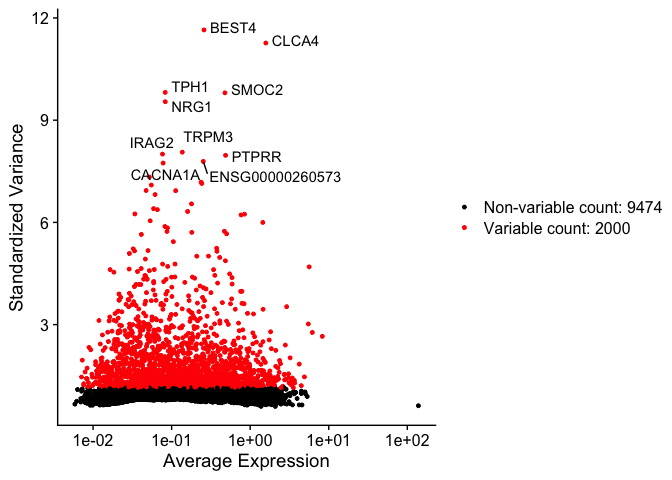 12
9
6
3
Standardized Variance
BEST4
CLCA4
TPH1
SMOC2
NRG1
TRPM3
IRAG2
PTPRR
CACNA1A
ENSG00000260573
1e-02
1e-01
1e+00
1e+01
1e+02
Average Expression
Non-variable count: 9474
Variable count: 2000